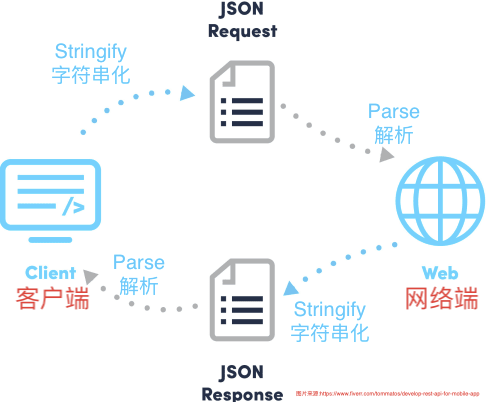 JSON
Request
Stringify
字符串化
Parse
解析
</>
Client
客户端
Parse
解析
Web
网络端
Stringify
字符串化
JSON
Response
图片来源:https://www.fiverr.com/tommatos/develop-rest-api-for-mobile-app